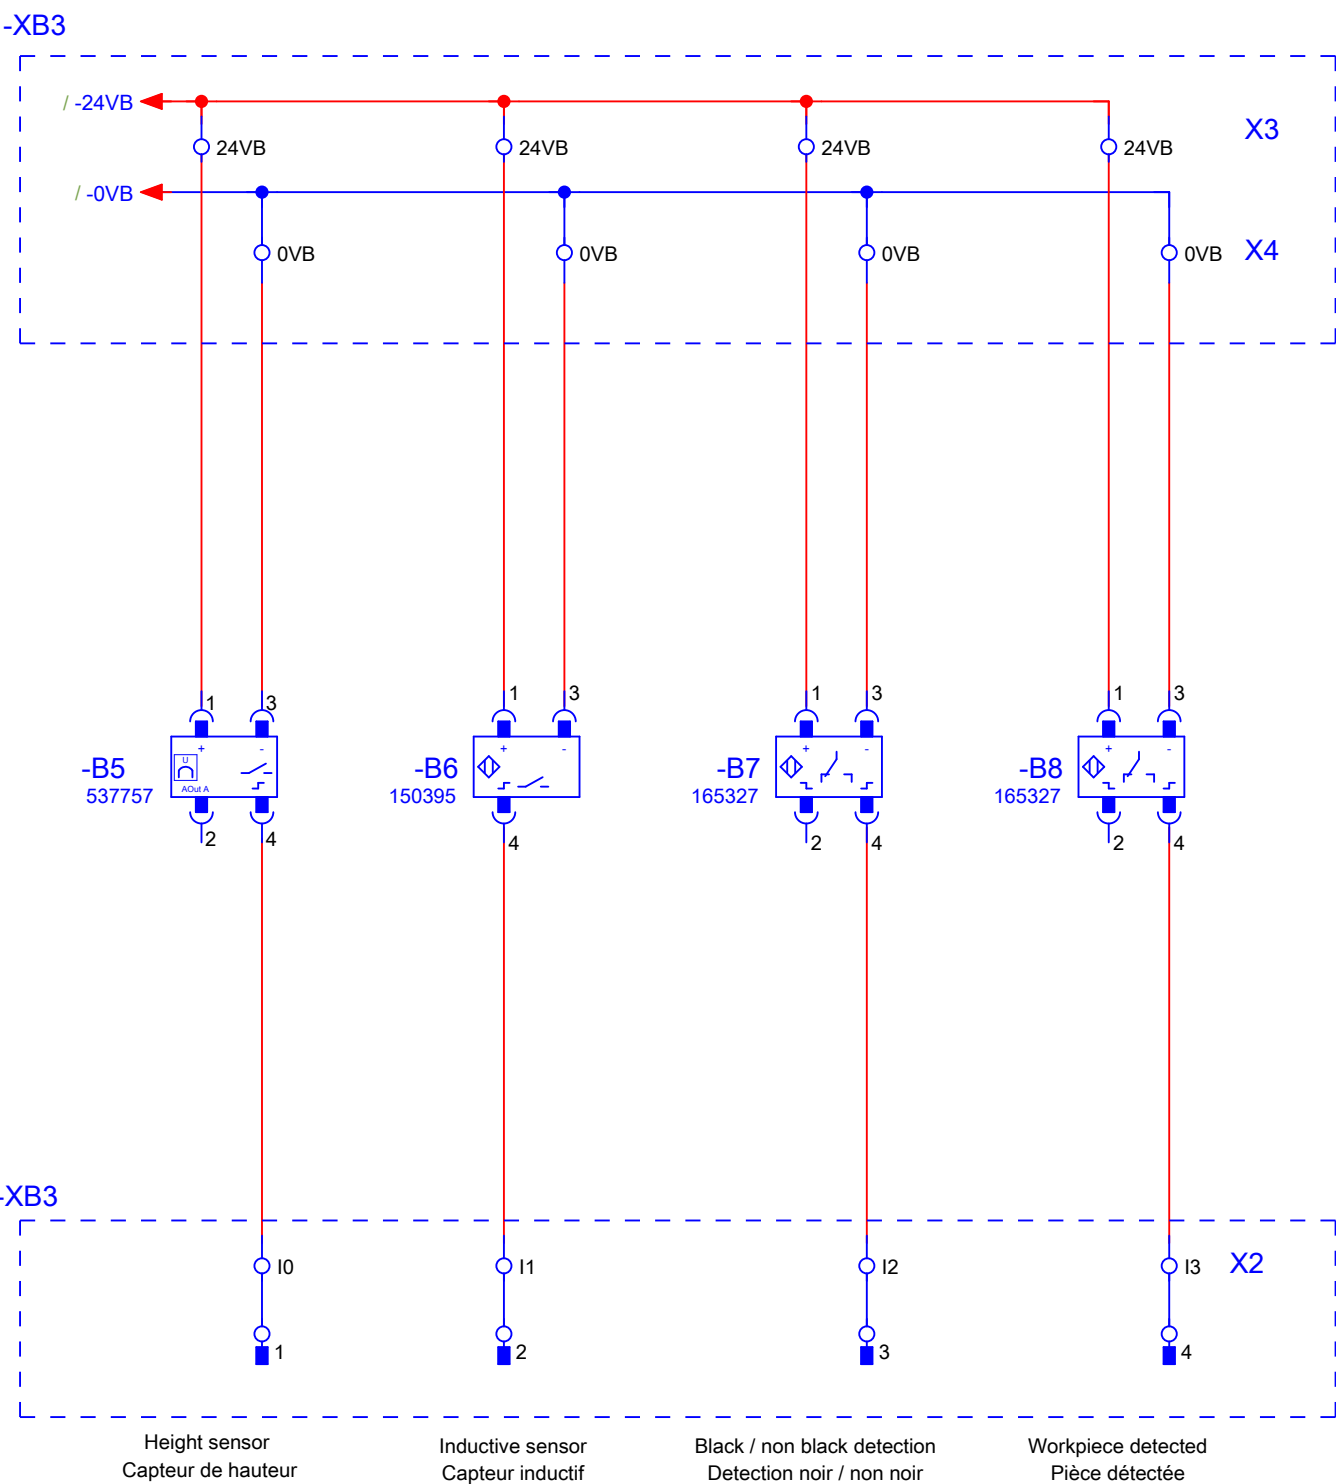 -XB3
/ -24VB
24VB 24VB 24VB 24VB X3
/ -0VB
0VB 0VB 0VB 0VB X4
1 3 1 3 1 3 1 3
+ - + - + - + -
U
-B5 -B6 -B7 -B8
537757 150395 165327 165327
AOut A
2 4 4 2 4 2 4
-XB3
I0 I1 I2 I3 X2
1 2 3 4
Height sensor Inductive sensor Black / non black detection Workpiece detected
Capteur de hauteur Capteur inductif Detection noir / non noir Pièce détectée